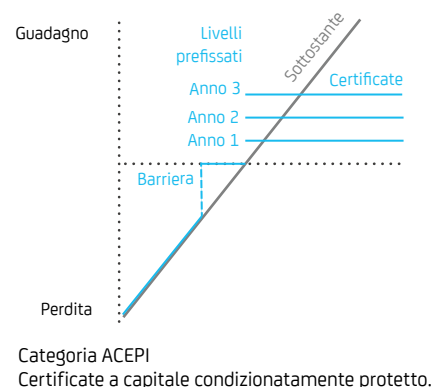 Guadagno
Livelli
prefissati
Sottostante
Anno 3
Certificate
Anno 2
Anno 1
Barriera
Perdita
Categoria ACEPI
Certificate a capitale condizionatamente protetto.